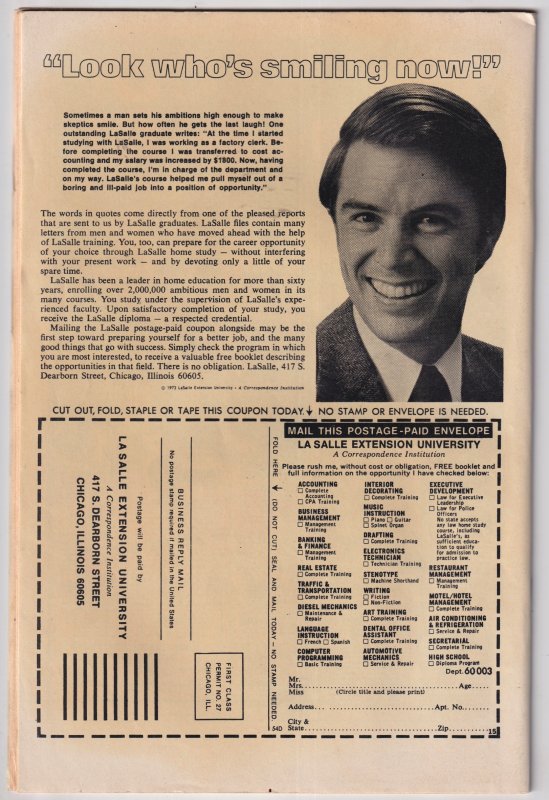 “Look who's smiling now!”
Sometimes a man sets his ambitions high enough to make
skeptics smile. But how often he gets the last laugh! One
outstanding LaSalle graduate writes: “At the time I started
studying with LaSalle, I was working as a factory clerk. Be-
fore completing the course I was transferred to cost ac-
counting and my salary was increased by $1800. Now, having
completed the course, I'm in charge of the department and
on my way. LaSalle's course helped me pull myself out of a
boring and ill-paid job into a position of opportunity.”
The words in quotes come directly from one of the pleased reports
that are sent to us by LaSalle graduates. LaSalle files contain many
letters from men and women who have moved ahead with the help
of LaSalle training. You, too, can prepare for the career opportunity
of your choice through LaSalle home study — without interfering
with your present work — and by devoting only a little of your
spare time.
LaSalle has been a leader in home education for more than sixty
years, enrolling over 2,000,000 ambitious men and women in its
many courses. You study under the supervision of LaSalle's expe-
rienced faculty. Upon satisfactory completion of your study, you
receive the LaSalle diploma — a respected credential.
Mailing the LaSalle postage-paid coupon alongside may be the
first step toward preparing yourself for a better job, and the many
good things that go with success. Simply check the program in which
you are most interested, to receive a valuable free booklet describing
the opportunities in that field. There is no obligation. LaSalle, 417 S.
Dearborn Street, Chicago, Illinois 60605.
© 1973 LaSalle Extension University • A Correspondence Institution
CUT OUT, FOLD, STAPLE OR TAPE THIS COUPON TODAY. NO STAMP OR ENVELOPE IS NEEDED.
BUSINESS REPLY MAIL
No postage stamp required if mailed in the United States
Postage will be paid by
LA SALLE EXTENSION UNIVERSITY
A Correspondence Institution
417 S. DEARBORN STREET
CHICAGO, ILLINOIS 60605
FIRST CLASS
PERMIT NO. 27
CHICAGO, ILL.
FOLD HERE (DO NOT CUT) SEAL AND MAIL TODAY — NO STAMP NEEDED.
54D
MAIL THIS POSTAGE-PAID ENVELOPE
LA SALLE EXTENSION UNIVERSITY
A Correspondence Institution
Please rush me, without cost or obligation, FREE booklet and
full information on the opportunity I have checked below:
ACCOUNTING
Complete
Accounting
CPA Training
BUSINESS
MANAGEMENT
Management
Training
BANKING
& FINANCE
Management
Training
REAL ESTATE
Complete Training
TRAFFIC &
TRANSPORTATION
Complete Training
DIESEL MECHANICS
Maintenance &
Repair
LANGUAGE
INSTRUCTION
French Spanish
COMPUTER
PROGRAMMING
Basic Training
INTERIOR
DECORATING
Complete Training
MUSIC
INSTRUCTION
Piano Guitar
Spinet Organ
DRAFTING
Complete Training
ELECTRONICS
TECHNICIAN
Technician Training
STENOTYPE
Machine Shorthand
WRITING
Fiction
Non-Fiction
ART TRAINING
Complete Training
DENTAL OFFICE
ASSISTANT
Complete Training
AUTOMOTIVE
MECHANICS
Service & Repair
EXECUTIVE
DEVELOPMENT
Law for Executive
Leadership
Law for Police
Officers
No state accepts
any law home study
course, including
LaSalle's, as
sufficient educa-
tion to qualify
for admission to
practice law.
RESTAURANT
MANAGEMENT
Management
Training
MOTEL/HOTEL
MANAGEMENT
Complete Training
AIR CONDITIONING
& REFRIGERATION
Service & Repair
SECRETARIAL
Complete Training
HIGH SCHOOL
Diploma Program
Dept. 60003
Mr.
Mrs. Age
Miss (Circle title and please print)
Address Apt. No.
City &
State Zip
15